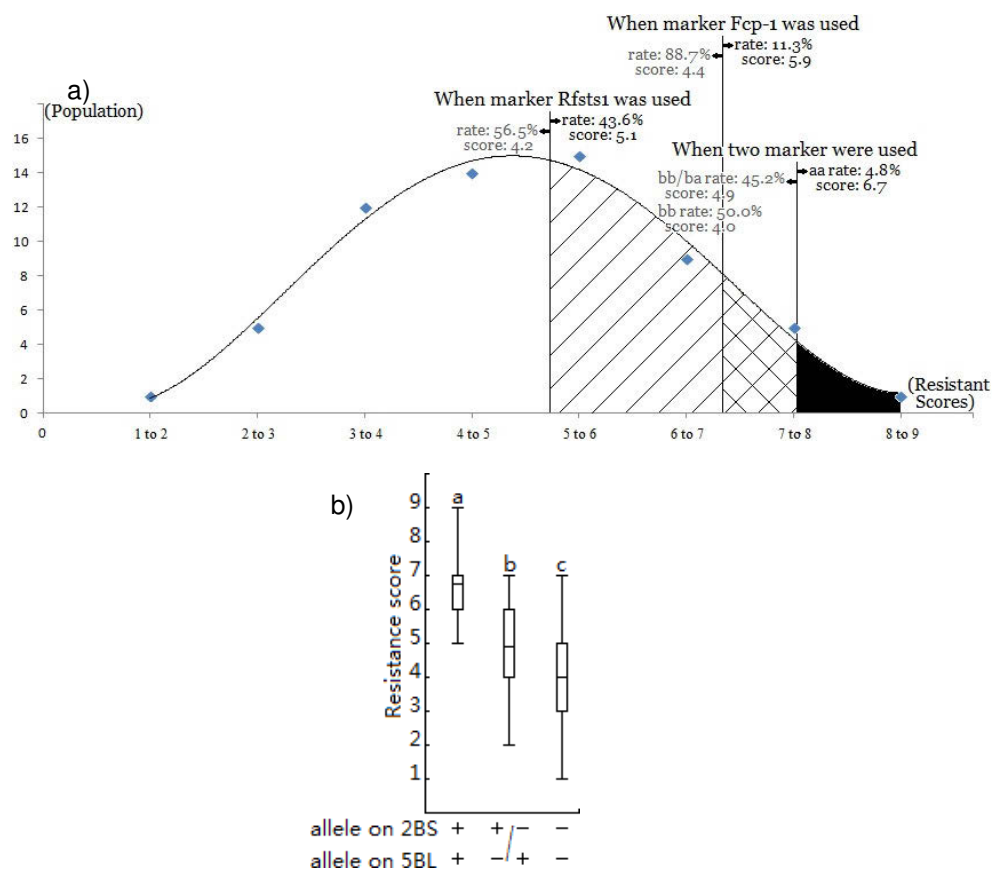 When marker Fcp-1 was used
rate: 88.7%
score: 4.4
rate: 11.3%
score: 5.9
a)
(Population)
When marker Rfsts1 was used
rate: 56.5%
score: 4.2
rate: 43.6%
score: 5.1
When two marker were used
bb/ba rate: 45.2%
score: 4.9
bb rate: 50.0%
score: 4.0
aa rate: 4.8%
score: 6.7
16
14
12
10
8
6
4
2
0
(Resistant
Scores)
0 1 to 2 2 to 3 3 to 4 4 to 5 5 to 6 6 to 7 7 to 8 8 to 9
b)
Resistance score
9
8
7
6
5
4
3
2
1
a
b
c
allele on 2BS + + / − −
allele on 5BL + − / + −